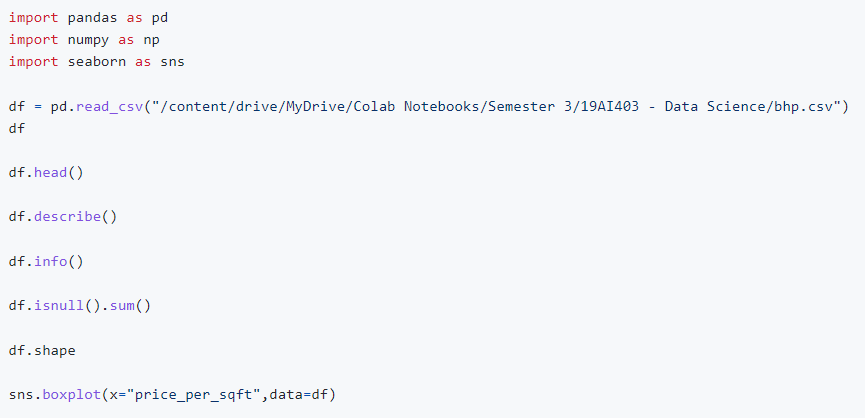 import pandas as pd
import numpy as np
import seaborn as sns
df = pd.read_csv("/content/drive/MyDrive/Colab Notebooks/Semester 3/19AI403 - Data Science/bhp.csv")
df
df.head()
df.describe()
df.info()
df.isnull().sum()
df.shape
sns.boxplot(x="price_per_sqft",data=df)